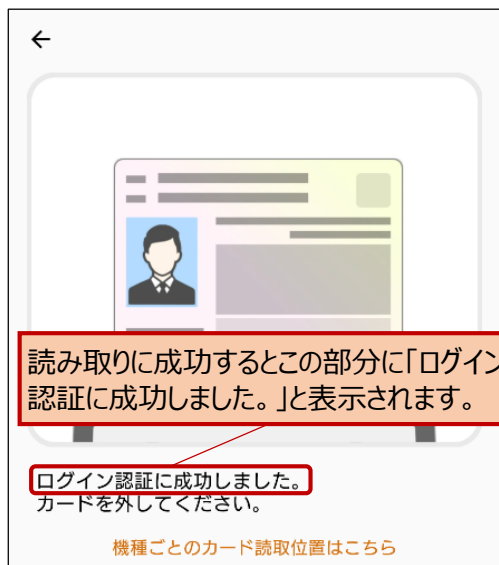 読み取りに成功するとこの部分に「ログイン
認証に成功しました。」と表示されます。
ログイン認証に成功しました。
カードを外してください。
機種ごとのカード読取位置はこちら